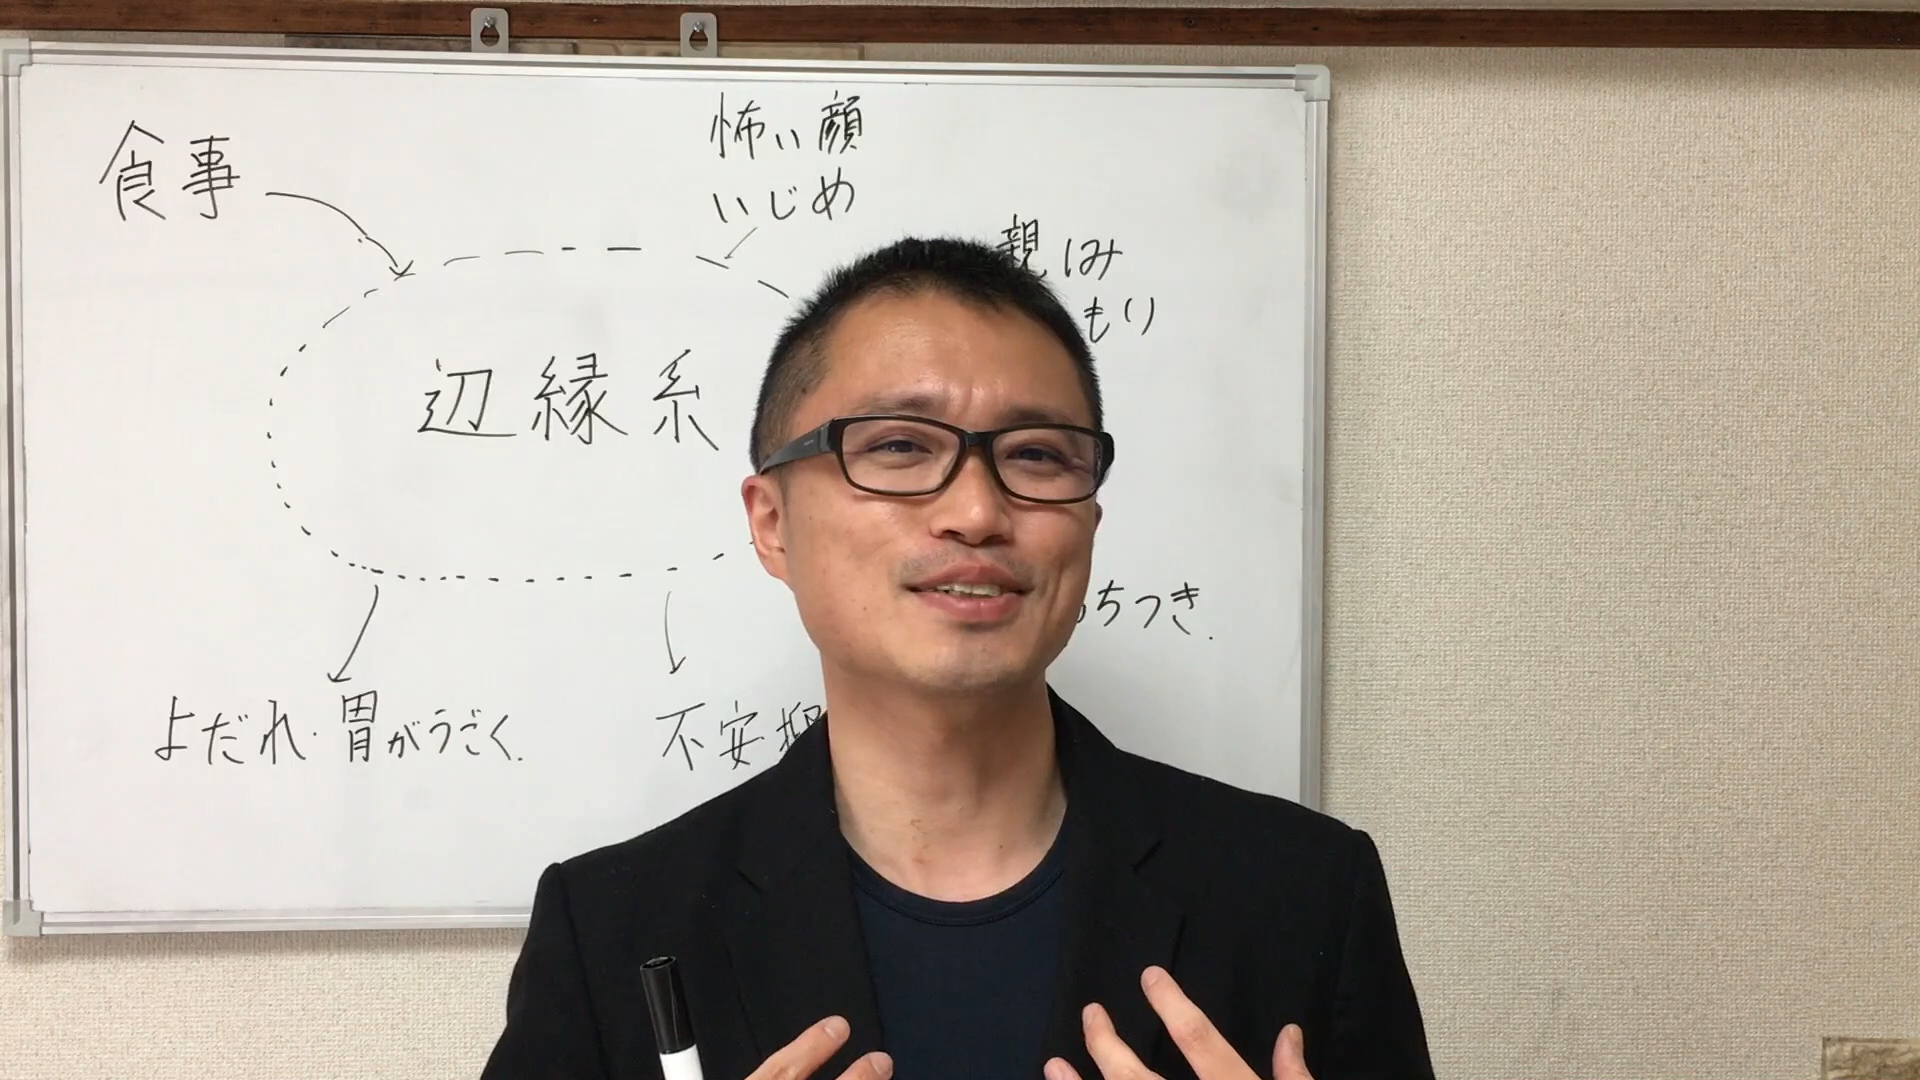 食事
怖い顔
いじめ
親しみ
もり
辺縁系
ちつき.
よだれ・胃がうごく.
不安